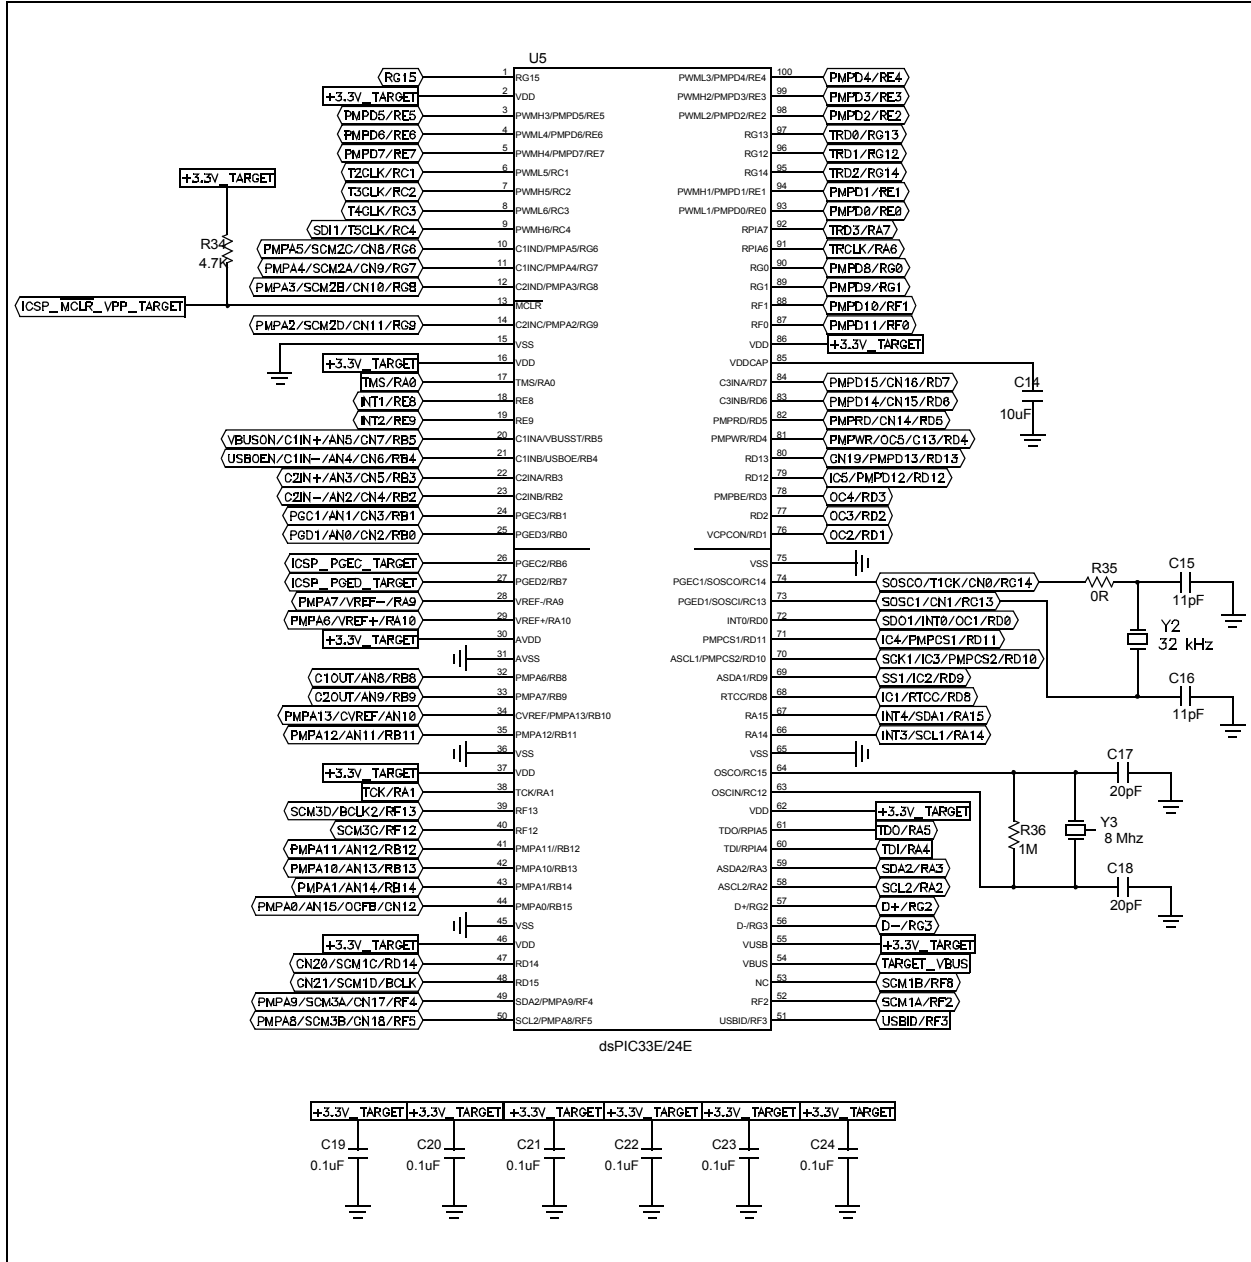 U5
RG15 1 RG15
+3.3V_TARGET 2 VDD
PMPD5/RE5 3 PWMH3/PMPD5/RE5
PMPD6/RE6 4 PWML4/PMPD6/RE6
PMPD7/RE7 5 PWMH4/PMPD7/RE7
T2CLK/RC1 6 PWML5/RC1
T3CLK/RC2 7 PWMH5/RC2
T4CLK/RC3 8 PWML6/RC3
SDI1/T5CLK/RC4 9 PWMH6/RC4
PMPA5/SCM2C/CN8/RG6 10 C1IND/PMPA5/RG6
PMPA4/SCM2A/CN9/RG7 11 C1INC/PMPA4/RG7
PMPA3/SCM2B/CN10/RG8 12 C2IND/PMPA3/RG8
+3.3V_TARGET
R34
4.7K
ICSP_MCLR_VPP_TARGET 13 MCLR
PMPA2/SCM2D/CN11/RG9 14 C2INC/PMPA2/RG9
15 VSS
+3.3V_TARGET 16 VDD
TMS/RA0 17 TMS/RA0
INT1/RE8 18 RE8
INT2/RE9 19 RE9
VBUSON/C1IN+/AN5/CN7/RB5 20 C1INA/VBUSST/RB5
USBOEN/C1IN-/AN4/CN6/RB4 21 C1INB/USBOE/RB4
C2IN+/AN3/CN5/RB3 22 C2INA/RB3
C2IN-/AN2/CN4/RB2 23 C2INB/RB2
PGC1/AN1/CN3/RB1 24 PGEC3/RB1
PGD1/AN0/CN2/RB0 25 PGED3/RB0
ICSP_PGEC_TARGET 26 PGEC2/RB6
ICSP_PGED_TARGET 27 PGED2/RB7
PMPA7/VREF-/RA9 28 VREF-/RA9
PMPA6/VREF+/RA10 29 VREF+/RA10
+3.3V_TARGET 30 AVDD
31 AVSS
C1OUT/AN8/RB8 32 PMPA6/RB8
C2OUT/AN9/RB9 33 PMPA7/RB9
PMPA13/CVREF/AN10 34 CVREF/PMPA13/RB10
PMPA12/AN11/RB11 35 PMPA12/RB11
36 VSS
+3.3V_TARGET 37 VDD
TCK/RA1 38 TCK/RA1
SCM3D/BCLK2/RF13 39 RF13
SCM3C/RF12 40 RF12
PMPA11/AN12/RB12 41 PMPA11//RB12
PMPA10/AN13/RB13 42 PMPA10/RB13
PMPA1/AN14/RB14 43 PMPA1/RB14
PMPA0/AN15/OCFB/CN12 44 PMPA0/RB15
45 VSS
+3.3V_TARGET 46 VDD
CN20/SCM1C/RD14 47 RD14
CN21/SCM1D/BCLK 48 RD15
PMPA9/SCM3A/CN17/RF4 49 SDA2/PMPA9/RF4
PMPA8/SCM3B/CN18/RF5 50 SCL2/PMPA8/RF5
PWML3/PMPD4/RE4 100 PMPD4/RE4
PWMH2/PMPD3/RE3 99 PMPD3/RE3
PWML2/PMPD2/RE2 98 PMPD2/RE2
RG13 97 TRD0/RG13
RG12 96 TRD1/RG12
RG14 95 TRD2/RG14
PWMH1/PMPD1/RE1 94 PMPD1/RE1
PWML1/PMPD0/RE0 93 PMPD0/RE0
RPIA7 92 TRD3/RA7
RPIA6 91 TRCLK/RA6
RG0 90 PMPD8/RG0
RG1 89 PMPD9/RG1
RF1 88 PMPD10/RF1
RF0 87 PMPD11/RF0
VDD 86 +3.3V_TARGET
VDDCAP 85
C14
10uF
C3INA/RD7 84 PMPD15/CN16/RD7
C3INB/RD6 83 PMPD14/CN15/RD6
PMPRD/RD5 82 PMPRD/CN14/RD5
PMPWR/RD4 81 PMPWR/OC5/C13/RD4
RD13 80 CN19/PMPD13/RD13
RD12 79 IC5/PMPD12/RD12
PMPBE/RD3 78 OC4/RD3
RD2 77 OC3/RD2
VCPCON/RD1 76 OC2/RD1
VSS 75
PGEC1/SOSCO/RC14 74 SOSCO/T1CK/CN0/RC14
PGED1/SOSCI/RC13 73 SOSC1/CN1/RC13
INT0/RD0 72 SDO1/INT0/OC1/RD0
PMPCS1/RD11 71 IC4/PMPCS1/RD11
ASCL1/PMPCS2/RD10 70 SCK1/IC3/PMPCS2/RD10
ASDA1/RD9 69 SS1/IC2/RD9
RTCC/RD8 68 IC1/RTCC/RD8
RA15 67 INT4/SDA1/RA15
RA14 66 INT3/SCL1/RA14
VSS 65
OSCO/RC15 64
OSCIN/RC12 63
VDD 62 +3.3V_TARGET
TDO/RPIA5 61 TDO/RA5
TDI/RPIA4 60 TDI/RA4
ASDA2/RA3 59 SDA2/RA3
ASCL2/RA2 58 SCL2/RA2
D+/RG2 57 D+/RG2
D-/RG3 56 D-/RG3
VUSB 55 +3.3V_TARGET
VBUS 54 TARGET_VBUS
NC 53 SCM1B/RF8
RF2 52 SCM1A/RF2
USBID/RF3 51 USBID/RF3
R35
0R
C15
11pF
Y2
32 kHz
C16
11pF
C17
20pF
R36
1M
Y3
8 Mhz
C18
20pF
dsPIC33E/24E
+3.3V_TARGET +3.3V_TARGET +3.3V_TARGET +3.3V_TARGET +3.3V_TARGET +3.3V_TARGET
C19 C20 C21 C22 C23 C24
0.1uF 0.1uF 0.1uF 0.1uF 0.1uF 0.1uF